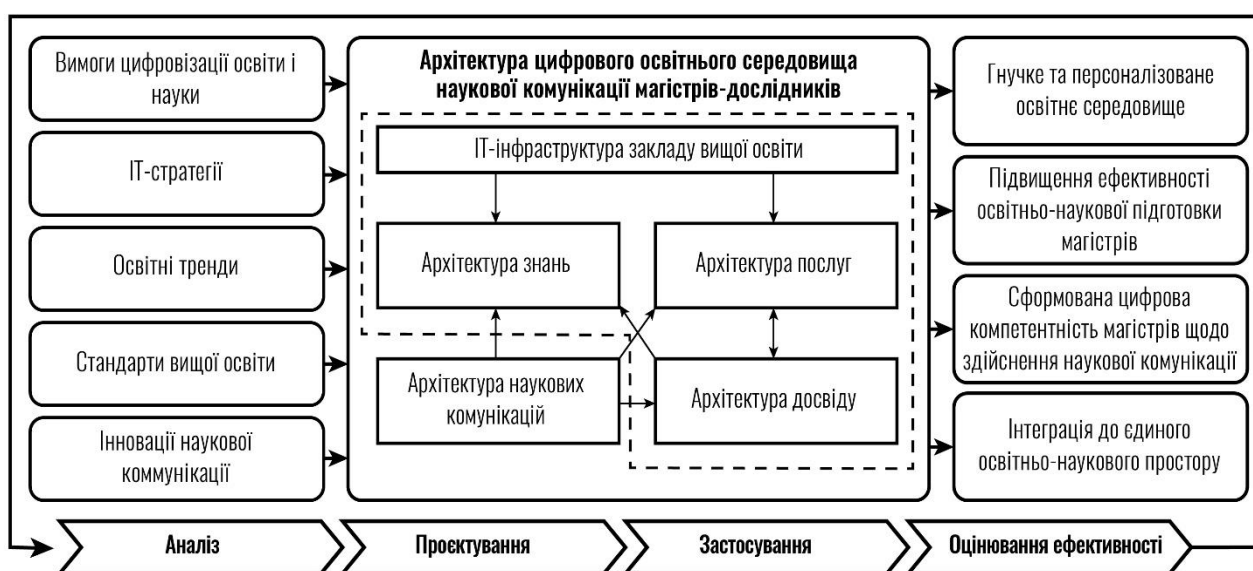 Вимоги цифровізації освіти і
науки
ІТ-стратегії
Освітні тренди
Стандарти вищої освіти
Інновації наукової
коммунікації
Архітектура цифрового освітнього середовища
наукової комунікації магістрів-дослідників
ІТ-інфраструктура закладу вищої освіти
Архітектура знань
Архітектура послуг
Архітектура наукових
комунікацій
Архітектура досвіду
Гнучке та персоналізоване
освітнє середовище
Підвищення ефективності
освітньо-наукової підготовки
магістрів
Сформована цифрова
компетентність магістрів щодо
здійснення наукової комунікації
Інтеграція до єдиного
освітньо-наукового простору
Аналіз
Проєктування
Застосування
Оцінювання ефективності